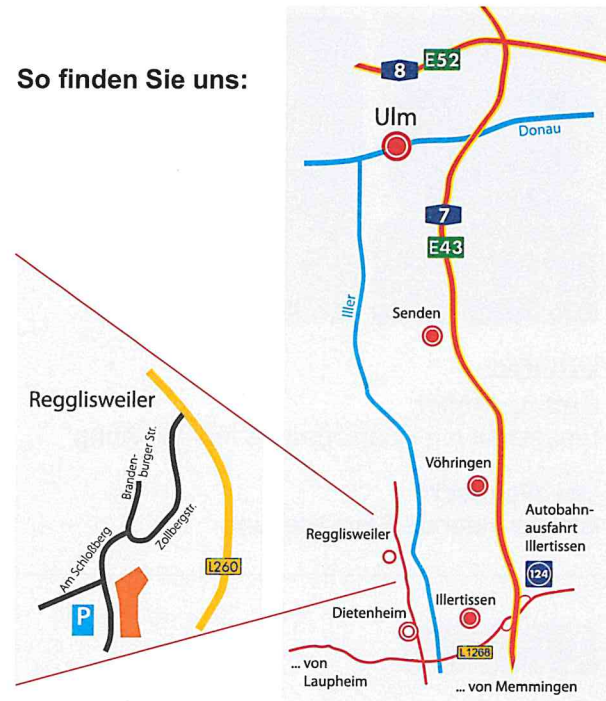 So finden Sie uns:
8
E52
Ulm
Donau
7
E43
Iller
Senden
Vöhringen
Autobahn-
ausfahrt
Illertissen
124
Regglisweiler
Dietenheim
Illertissen
L1268
... von
Laupheim
... von Memmingen
Regglisweiler
Branden-
burger Str.
Zollbergstr.
Am Schloßberg
L260
P